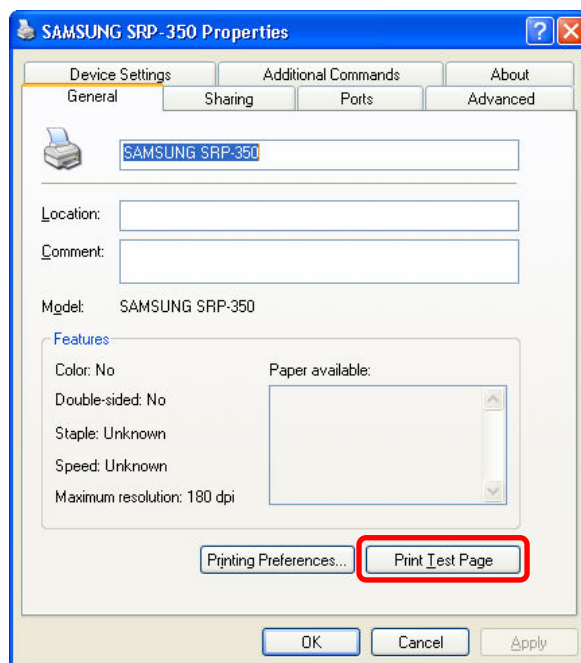 SAMSUNG SRP-350 Properties
?
Device Settings Additional Commands About
General Sharing Ports Advanced
SAMSUNG SRP-350
Location:
Comment:
Model: SAMSUNG SRP-350
Features
Color: No Paper available:
Double-sided: No
Staple: Unknown
Speed: Unknown
Maximum resolution: 180 dpi
Printing Preferences... Print Test Page
OK Cancel Apply